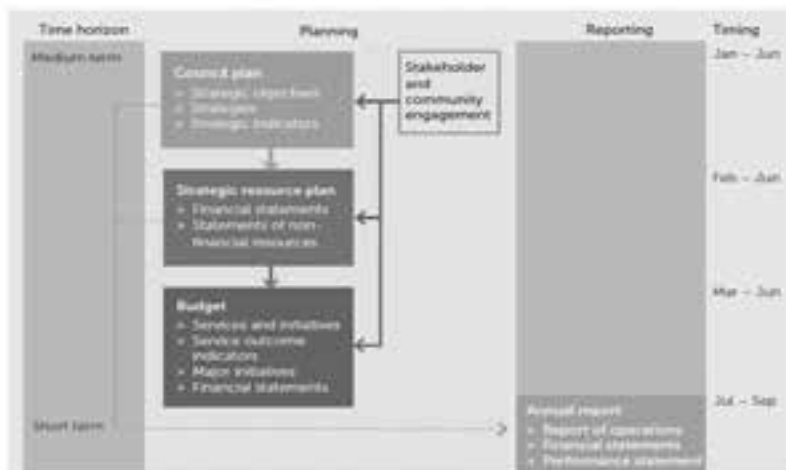 Time horizon
Planning
Reporting
Timing
Medium term
Council plan
» Strategic objectives
» Strategies
» Strategic indicators
Stakeholder
and
community
engagement
Jan – Jun
Strategic resource plan
» Financial statements
» Statements of non-
financial resources
Feb – Jun
Budget
» Services and initiatives
» Service outcome
indicators
» Major initiatives
» Financial statements
Mar – Jun
Short term
Annual report
» Report of operations
» Financial statements
» Performance statement
Jul – Sep